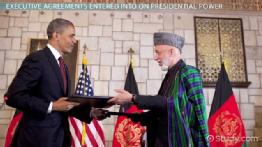 EXECUTIVE AGREEMENTS ENTERED INTO ON PRESIDENTIAL POWER
Study.com